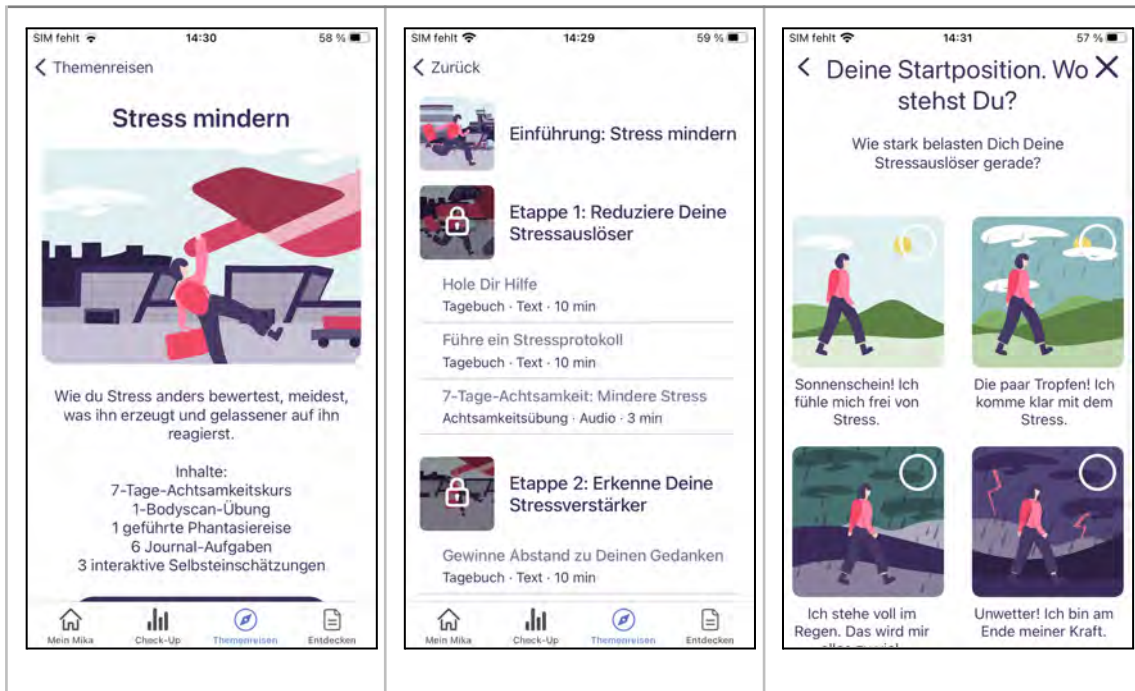 SIM fehlt 14:30 58 %
Themenreisen
Stress mindern
Wie du Stress anders bewertest, meidest,
was ihn erzeugt und gelassener auf ihn
reagierst.
Inhalte:
7-Tage-Achtsamkeitskurs
1-Bodyscan-Übung
1 geführte Phantasiereise
6 Journal-Aufgaben
3 interaktive Selbsteinschätzungen
Mein Mika Check-Up Themenreisen Entdecken
SIM fehlt 14:29 59 %
Zurück
Einführung: Stress mindern
Etappe 1: Reduziere Deine
Stressauslöser
Hole Dir Hilfe
Tagebuch · Text · 10 min
Führe ein Stressprotokoll
Tagebuch · Text · 10 min
7-Tage-Achtsamkeit: Mindere Stress
Achtsamkeitsübung · Audio · 3 min
Etappe 2: Erkenne Deine
Stressverstärker
Gewinne Abstand zu Deinen Gedanken
Tagebuch · Text · 10 min
Mein Mika Check-Up Themenreisen Entdecken
SIM fehlt 14:31 57 %
Deine Startposition. Wo
stehst Du?
Wie stark belasten Dich Deine
Stressauslöser gerade?
Sonnenschein! Ich
fühle mich frei von
Stress.
Die paar Tropfen! Ich
komme klar mit dem
Stress.
Ich stehe voll im
Regen. Das wird mir
Unwetter! Ich bin am
Ende meiner Kraft.